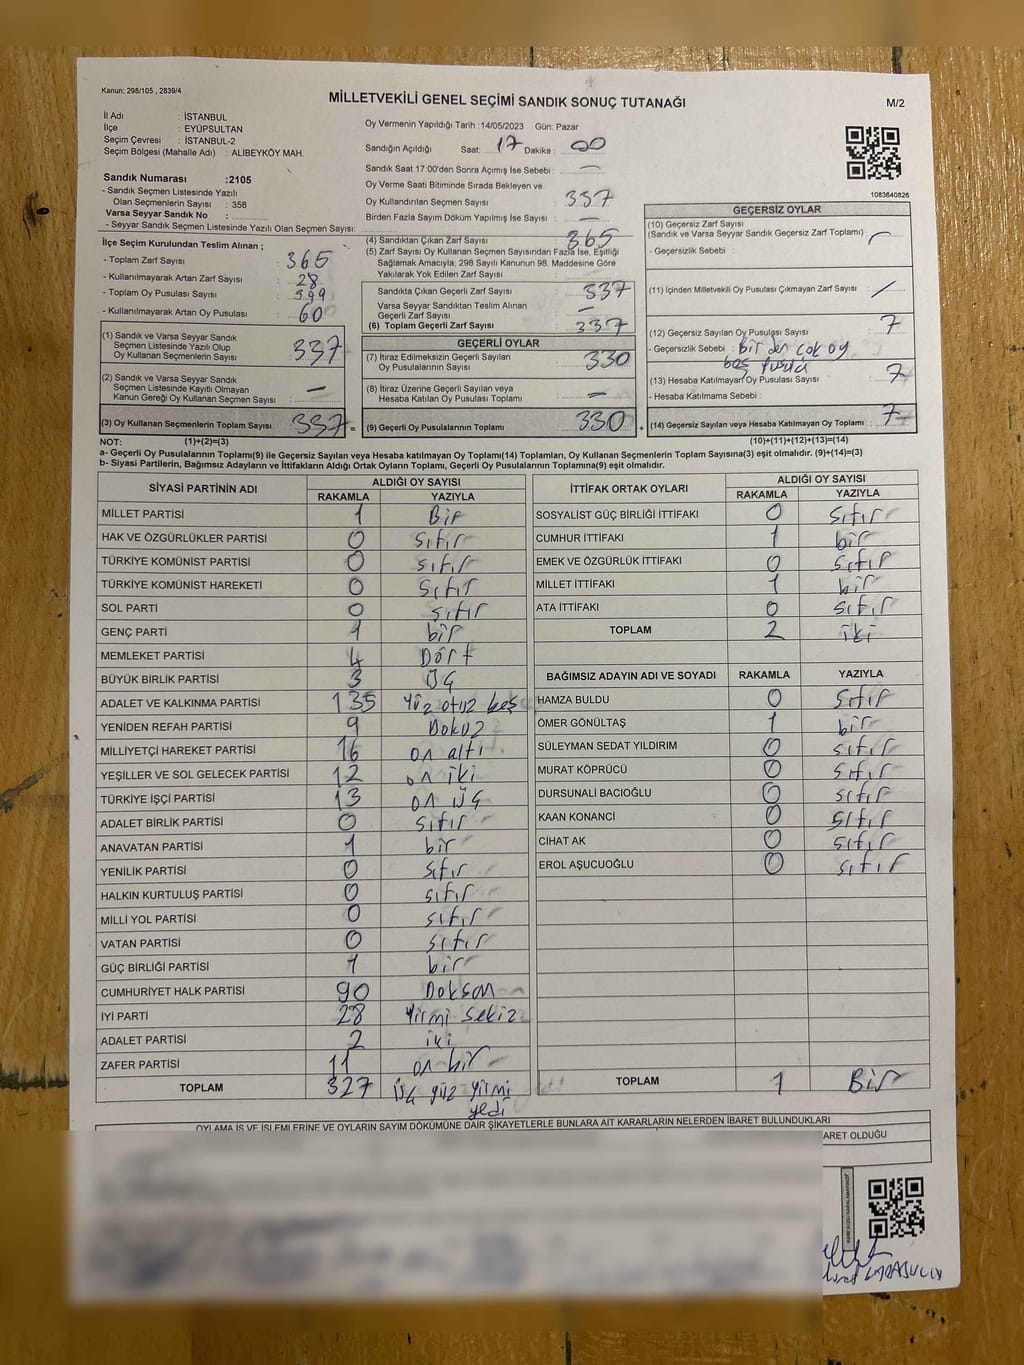 Kanun: 298/105 , 2839/4
MİLLETVEKİLİ GENEL SEÇİMİ SANDIK SONUÇ TUTANAĞI
M/2
İl Adı : İSTANBUL
İlçe : EYÜPSULTAN
Seçim Çevresi : İSTANBUL-2
Seçim Bölgesi (Mahalle Adı) : ALİBEYKÖY MAH.
Sandık Numarası :2105
- Sandık Seçmen Listesinde Yazılı
Olan Seçmenlerin Sayısı : 358
Varsa Seyyar Sandık No :
- Seyyar Sandık Seçmen Listesinde Yazılı Olan Seçmen Sayısı:
Oy Vermenin Yapıldığı Tarih :14/05/2023 Gün: Pazar
Sandığın Açıldığı Saat: 17 Dakika : 00
Sandık Saat 17:00'den Sonra Açımış İse Sebebi : —
Oy Verme Saati Bitiminde Sırada Bekleyen ve
Oy Kullandırılan Seçmen Sayısı : 337
Birden Fazla Sayım Döküm Yapılmış İse Sayısı : —
1083640826
İlçe Seçim Kurulundan Teslim Alınan ;
- Toplam Zarf Sayısı : 365
- Kullanılmayarak Artan Zarf Sayısı : 28
- Toplam Oy Pusulası Sayısı : 599
- Kullanılmayarak Artan Oy Pusulası : 60
(1) Sandık ve Varsa Seyyar Sandık
Seçmen Listesinde Yazılı Olup
Oy Kullanan Seçmenlerin Sayısı : 337
(2) Sandık ve Varsa Seyyar Sandık
Seçmen Listesinde Kayıtlı Olmayan
Kanun Gereği Oy Kullanan Seçmen Sayısı : —
(3) Oy Kullanan Seçmenlerin Toplam Sayısı : 337 =
(4) Sandıktan Çıkan Zarf Sayısı : 365
(5) Zarf Sayısı Oy Kullanan Seçmen Sayısından Fazla İse, Eşitliği
Sağlamak Amacıyla, 298 Sayılı Kanunun 98. Maddesine Göre
Yakılarak Yok Edilen Zarf Sayısı :
Sandıkta Çıkan Geçerli Zarf Sayısı : 337
Varsa Seyyar Sandıktan Teslim Alınan
Geçerli Zarf Sayısı : —
(6) Toplam Geçerli Zarf Sayısı : 337
GEÇERLİ OYLAR
(7) İtiraz Edilmeksizin Geçerli Sayılan
Oy Pusulalarının Sayısı : 330
(8) İtiraz Üzerine Geçerli Sayılan veya
Hesaba Katılan Oy Pusulası Toplamı : —
(9) Geçerli Oy Pusulalarının Toplamı : 330 +
GEÇERSİZ OYLAR
(10) Geçersiz Zarf Sayısı
(Sandık ve Varsa Seyyar Sandık Geçersiz Zarf Toplamı) :
- Geçersizlik Sebebi :
(11) İçinden Milletvekili Oy Pusulası Çıkmayan Zarf Sayısı : /
(12) Geçersiz Sayılan Oy Pusulası Sayısı : 7
- Geçersizlik Sebebi : Birden çok oy
(13) Hesaba Katılmayan Oy Pusulası Sayısı : 7
- Hesaba Katılmama Sebebi :
(14) Geçersiz Sayılan veya Hesaba Katılmayan Oy Toplamı : 7
NOT: (1)+(2)=(3) (10)+(11)+(12)+(13)=(14)
a- Geçerli Oy Pusulalarının Toplamı(9) ile Geçersiz Sayılan veya Hesaba Katılmayan Oy Toplamı(14) Toplamları, Oy Kullanan Seçmenlerin Toplam Sayısına(3) eşit olmalıdır. (9)+(14)=(3)
b- Siyasi Partilerin, Bağımsız Adayların ve İttifakların Aldığı Ortak Oyların Toplamı, Geçerli Oy Pusulalarının Toplamına(9) eşit olmalıdır.
SİYASİ PARTİNİN ADI ALDIĞI OY SAYISI
RAKAMLA YAZIYLA
MİLLET PARTİSİ 1 Bir
HAK VE ÖZGÜRLÜKLER PARTİSİ 0 sıfır
TÜRKİYE KOMÜNİST PARTİSİ 0 sıfır
TÜRKİYE KOMÜNİST HAREKETİ 0 sıfır
SOL PARTİ 0 sıfır
GENÇ PARTİ 1 bir
MEMLEKET PARTİSİ 4 Dört
BÜYÜK BİRLİK PARTİSİ 3 Üç
ADALET VE KALKINMA PARTİSİ 135 Yüz otuz beş
YENİDEN REFAH PARTİSİ 9 Dokuz
MİLLİYETÇİ HAREKET PARTİSİ 16 on altı
YEŞİLLER VE SOL GELECEK PARTİSİ 12 on iki
TÜRKİYE İŞÇİ PARTİSİ 13 on üç
ADALET BİRLİK PARTİSİ 0 sıfır
ANAVATAN PARTİSİ 1 bir
YENİLİK PARTİSİ 0 sıfır
HALKIN KURTULUŞ PARTİSİ 0 sıfır
MİLLİ YOL PARTİSİ 0 sıfır
VATAN PARTİSİ 0 sıfır
GÜÇ BİRLİĞİ PARTİSİ 1 bir
CUMHURİYET HALK PARTİSİ 90 Doksan
İYİ PARTİ 28 Yirmi sekiz
ADALET PARTİSİ 2 iki
ZAFER PARTİSİ 11 on bir
TOPLAM 327 üç yüz yirmi
yedi
İTTİFAK ORTAK OYLARI ALDIĞI OY SAYISI
RAKAMLA YAZIYLA
SOSYALİST GÜÇ BİRLİĞİ İTTİFAKI 0 sıfır
CUMHUR İTTİFAKI 1 bir
EMEK VE ÖZGÜRLÜK İTTİFAKI 0 sıfır
MİLLET İTTİFAKI 1 bir
ATA İTTİFAKI 0 sıfır
TOPLAM 2 iki
BAĞIMSIZ ADAYIN ADI VE SOYADI RAKAMLA YAZIYLA
HAMZA BULDU 0 sıfır
ÖMER GÖNÜLTAŞ 1 bir
SÜLEYMAN SEDAT YILDIRIM 0 sıfır
MURAT KÖPRÜCÜ 0 sıfır
DURSUNALİ BACIOĞLU 0 sıfır
KAAN KONANCİ 0 sıfır
CİHAT AK 0 sıfır
EROL AŞUCUOĞLU 0 sıfır
TOPLAM 1 Bir
OYLAMA İŞ VE İŞLEMLERİNE VE OYLARIN SAYIM DÖKÜMÜNE DAİR ŞİKAYETLERLE BUNLARA AİT KARARLARIN NELERDEN İBARET BULUNDUKLARI
ARET OLDUĞU